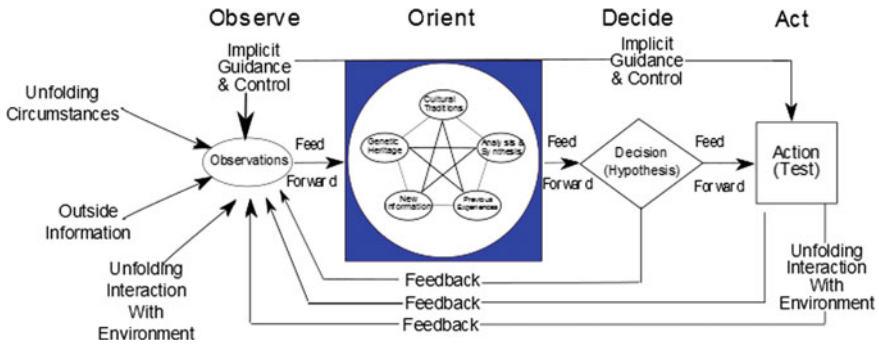 Observe
Orient
Decide
Act
Implicit
Guidance
& Control
Implicit
Guidance
& Control
Unfolding
Circumstances
Observations
Feed
Forward
Cultural
Traditions
Genetic
Heritage
Analysis &
Synthesis
New
Information
Previous
Experiences
Feed
Forward
Decision
(Hypothesis)
Feed
Forward
Action
(Test)
Outside
Information
Unfolding
Interaction
With
Environment
Feedback
Feedback
Feedback
Unfolding
Interaction
With
Environment